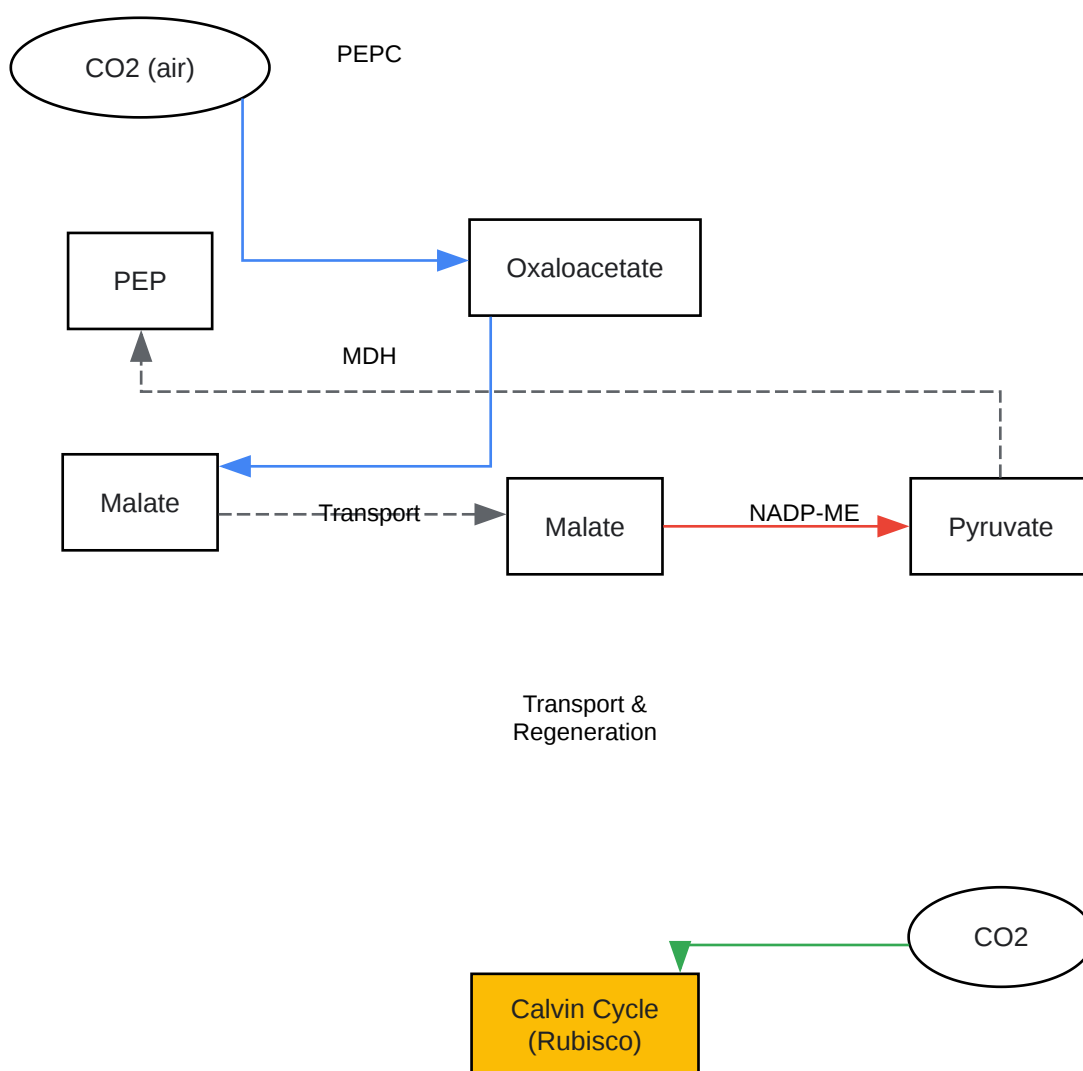 CO2 (air)
PEPC
PEP
Oxaloacetate
MDH
Malate
Transport
Malate
NADP-ME
Pyruvate
Transport &
Regeneration
CO2
Calvin Cycle
(Rubisco)